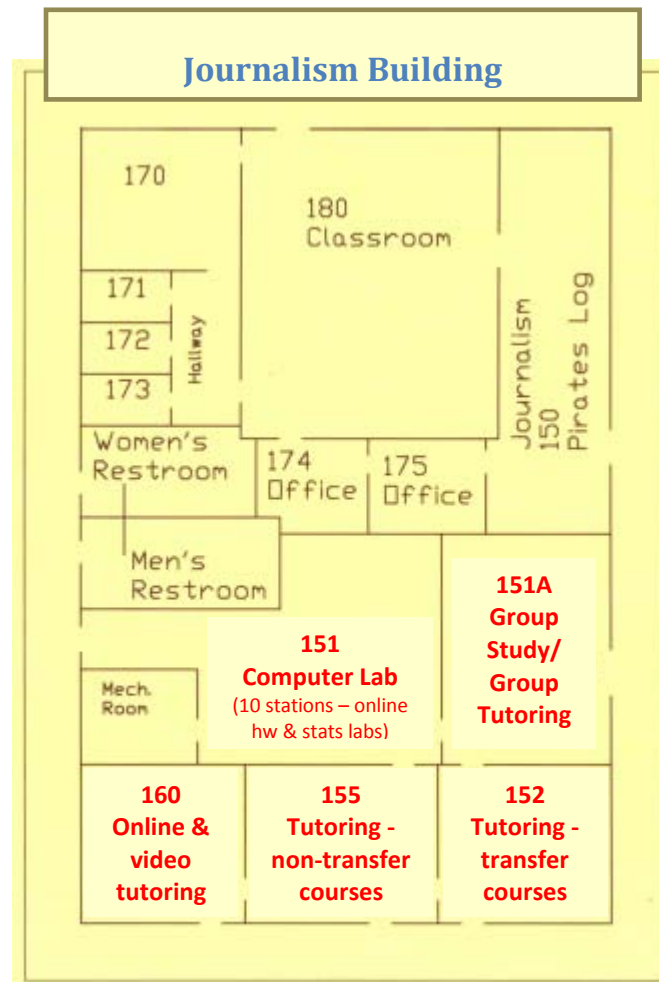 Journalism Building
170
180
Classroom
171
172
173
Hallway
Journalism
150
Pirates Log
Women's
Restroom
174
Office
175
Office
Men's
Restroom
151
Computer Lab
(10 stations – online
hw & stats labs)
151A
Group
Study/
Group
Tutoring
Mech.
Room
160
Online &
video
tutoring
155
Tutoring -
non-transfer
courses
152
Tutoring -
transfer
courses